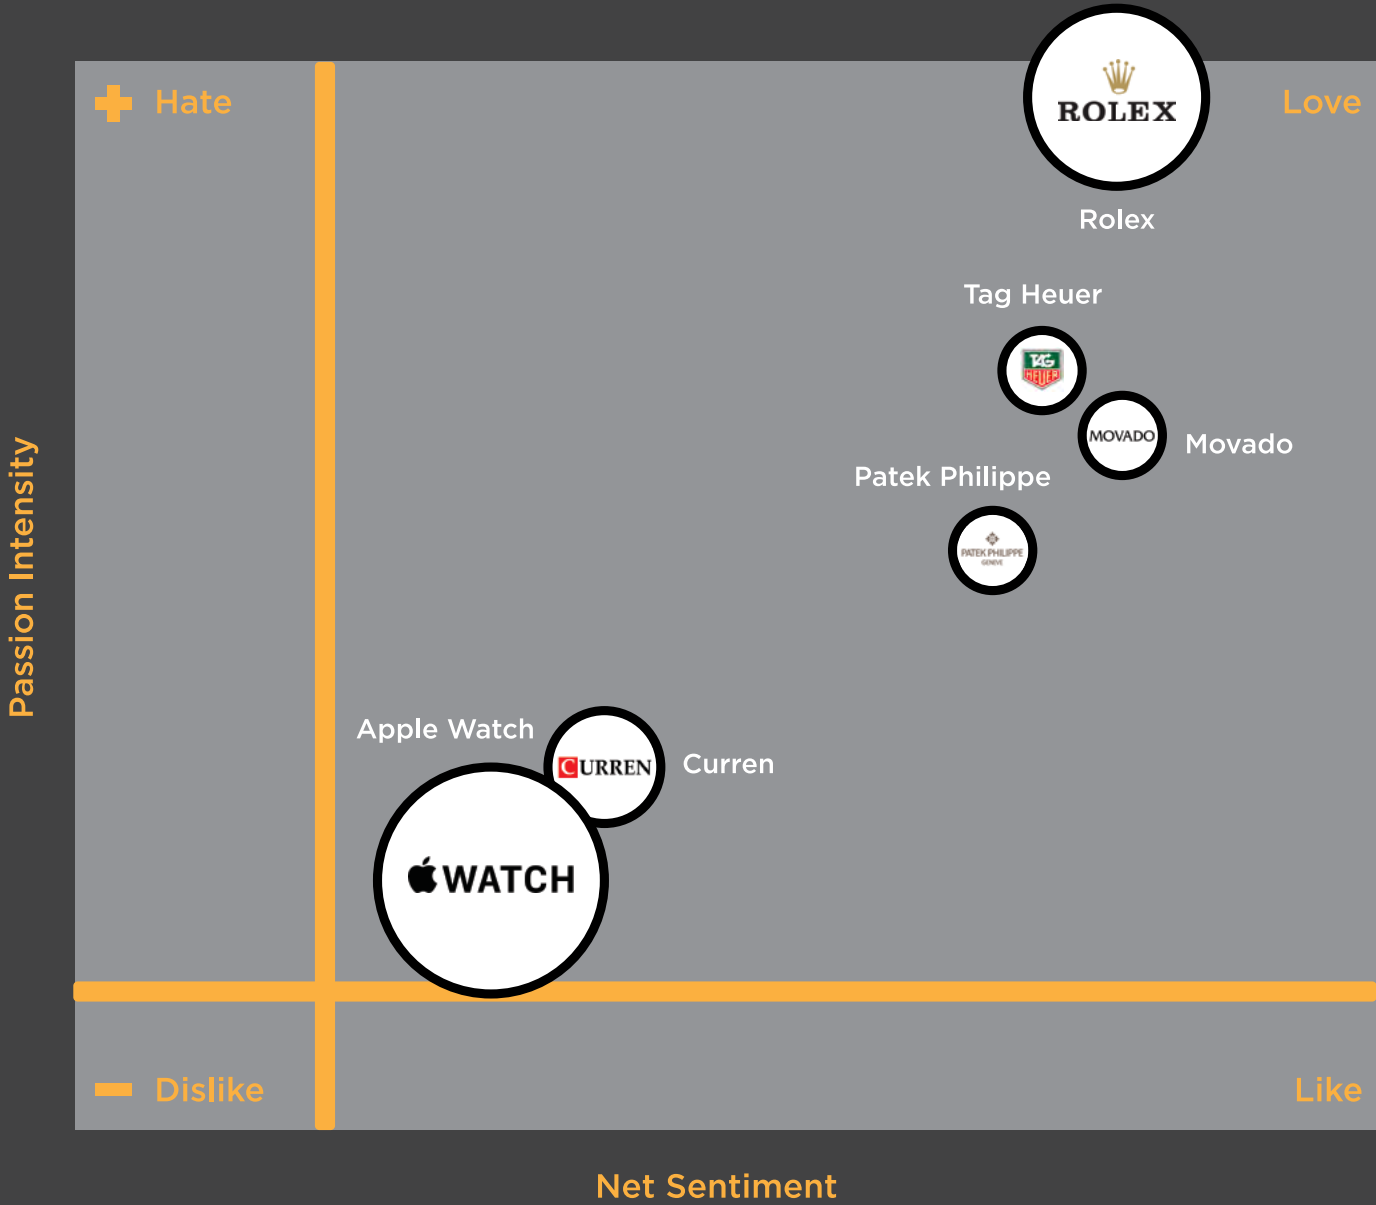 Hate
Love
ROLEX
Rolex
Tag Heuer
TAG
HEUER
MOVADO
Movado
Patek Philippe
PATEK PHILIPPE
GENEVE
Passion Intensity
Apple Watch
CURREN
Curren
WATCH
Dislike
Like
Net Sentiment